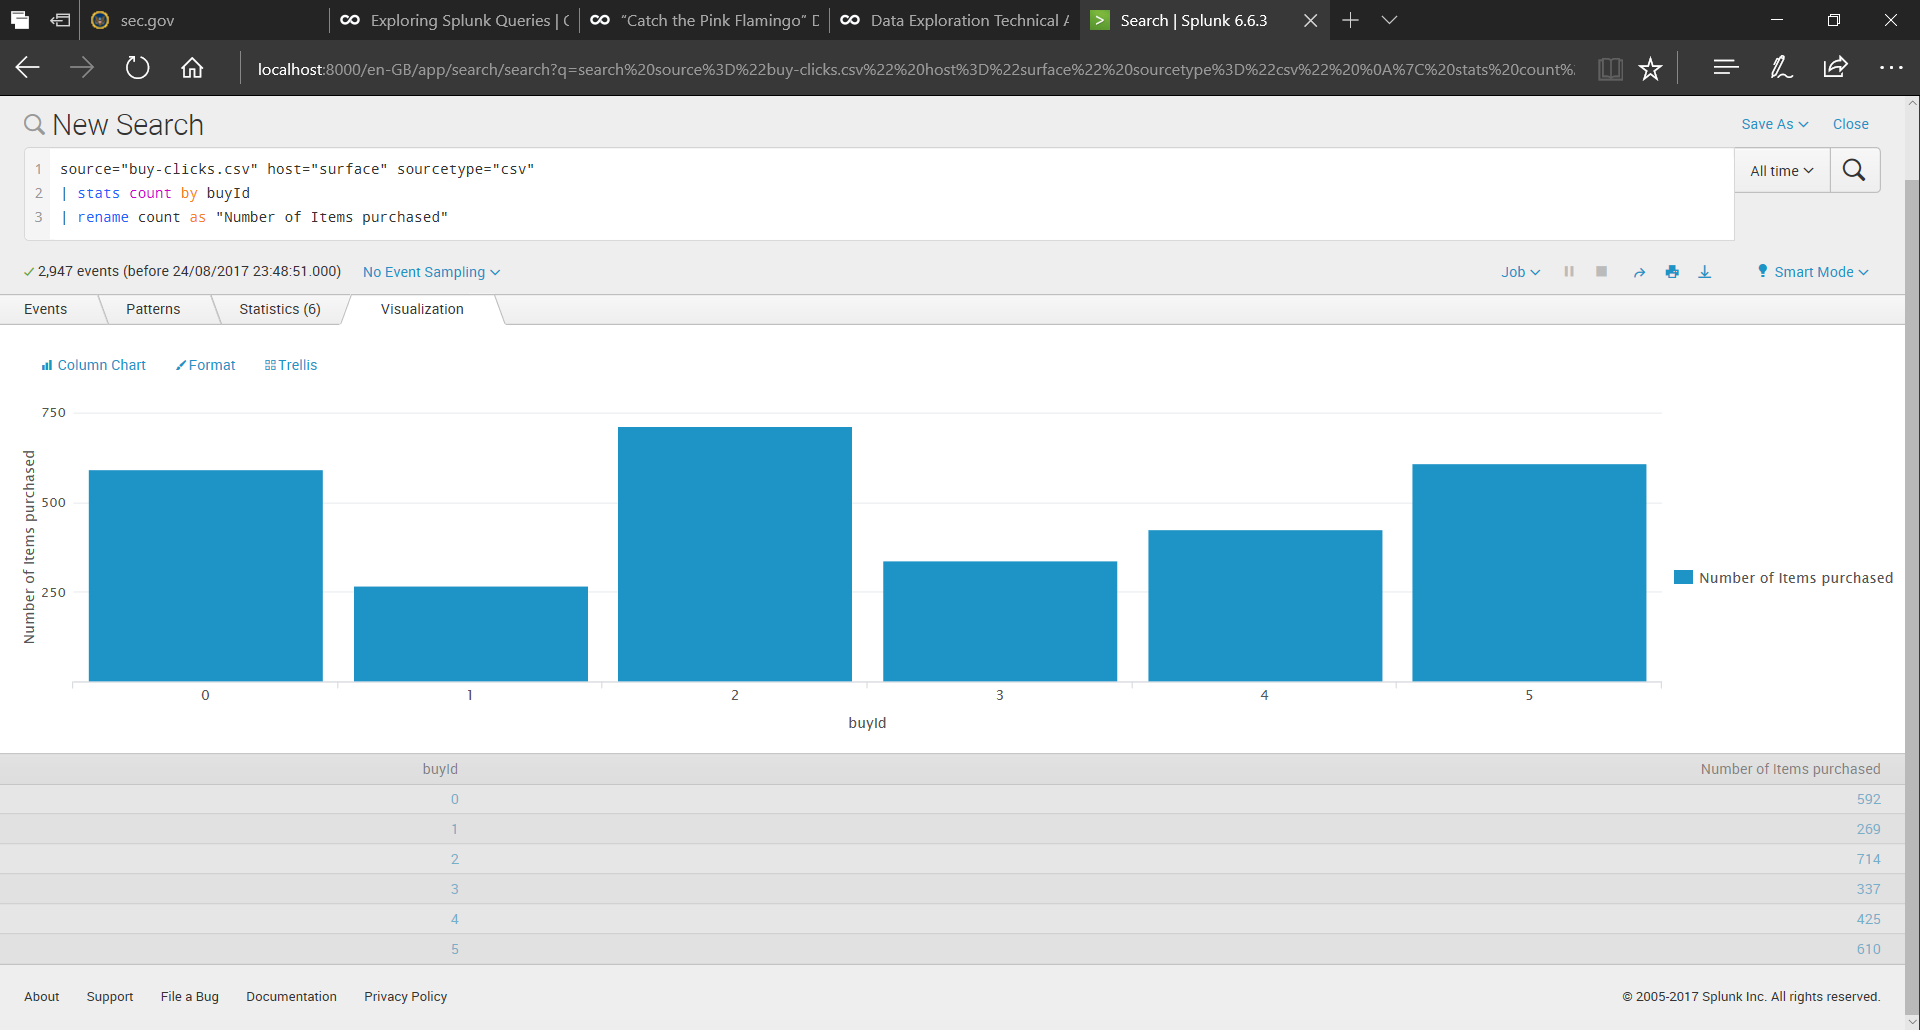 sec.gov
Exploring Splunk Queries | C
“Catch the Pink Flamingo” D
Data Exploration Technical A
Search | Splunk 6.6.3
localhost:8000/en-GB/app/search/search?q=search%20source%3D%22buy-clicks.csv%22%20host%3D%22surface%22%20sourcetype%3D%22csv%22%20%0A%7C%20stats%20count%
New Search
Save As
Close
1 source="buy-clicks.csv" host="surface" sourcetype="csv"
2 | stats count by buyId
3 | rename count as "Number of Items purchased"
All time
2,947 events (before 24/08/2017 23:48:51.000)
No Event Sampling
Job
Smart Mode
Events
Patterns
Statistics (6)
Visualization
Column Chart
Format
Trellis
Number of Items purchased
750
500
250
0 1 2 3 4 5
buyId
Number of Items purchased
buyId Number of Items purchased
0 592
1 269
2 714
3 337
4 425
5 610
About Support File a Bug Documentation Privacy Policy
© 2005-2017 Splunk Inc. All rights reserved.